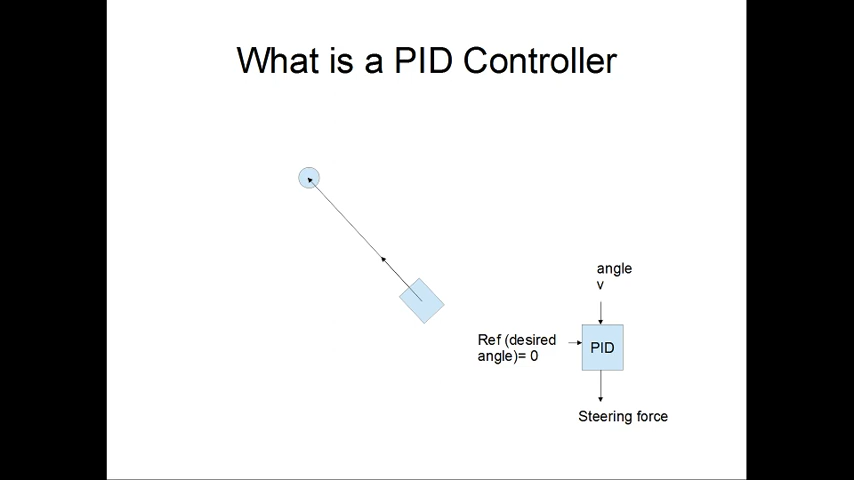 What is a PID Controller
angle
v
Ref (desired
angle)= 0
PID
Steering force